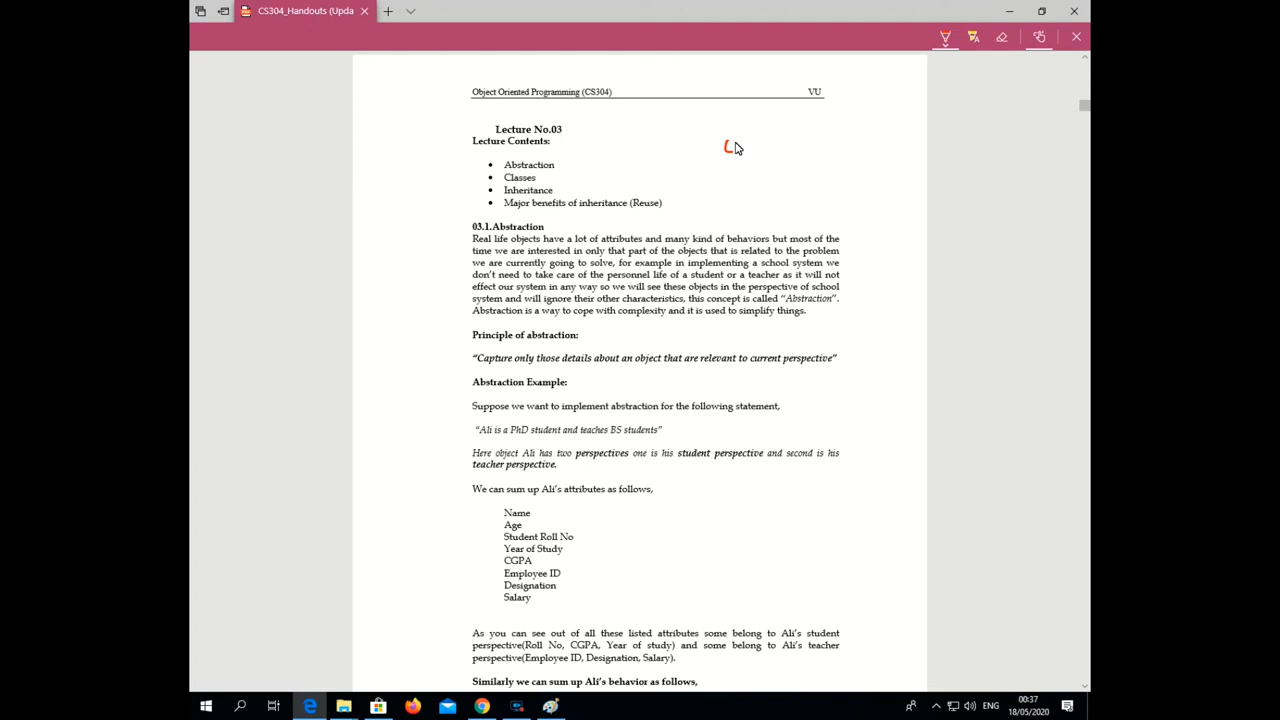 CS304_Handouts (Upda
Object Oriented Programming (CS304) VU
Lecture No.03
Lecture Contents:
• Abstraction
• Classes
• Inheritance
• Major benefits of inheritance (Reuse)
03.1.Abstraction
Real life objects have a lot of attributes and many kind of behaviors but most of the
time we are interested in only that part of the objects that is related to the problem
we are currently going to solve, for example in implementing a school system we
don't need to take care of the personnel life of a student or a teacher as it will not
effect our system in any way so we will see these objects in the perspective of school
system and will ignore their other characteristics, this concept is called “Abstraction”.
Abstraction is a way to cope with complexity and it is used to simplify things.
Principle of abstraction:
“Capture only those details about an object that are relevant to current perspective”
Abstraction Example:
Suppose we want to implement abstraction for the following statement,
“Ali is a PhD student and teaches BS students”
Here object Ali has two perspectives one is his student perspective and second is his
teacher perspective.
We can sum up Ali's attributes as follows,
Name
Age
Student Roll No
Year of Study
CGPA
Employee ID
Designation
Salary
As you can see out of all these listed attributes some belong to Ali's student
perspective(Roll No, CGPA, Year of study) and some belong to Ali's teacher
perspective(Employee ID, Designation, Salary).
Similarly we can sum up Ali's behavior as follows,
ENG
00:37
18/05/2020